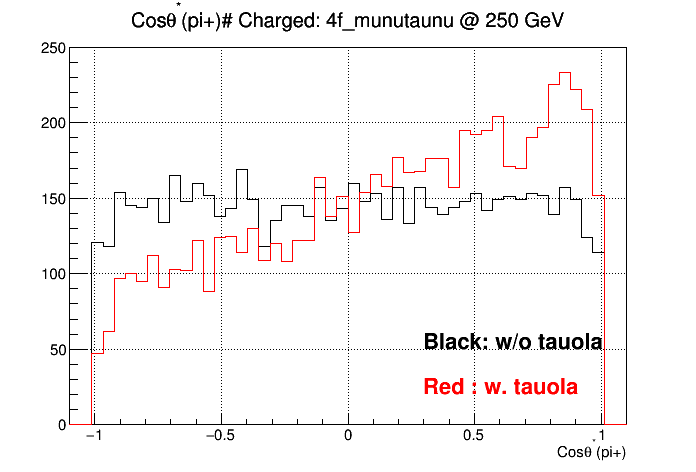 Cosθ*(pi+)# Charged: 4f_munutaunu @ 250 GeV
250
200
150
100
50
0
Black: w/o tauola
Red : w. tauola
−1
−0.5
0
0.5
1
Cosθ*(pi+)